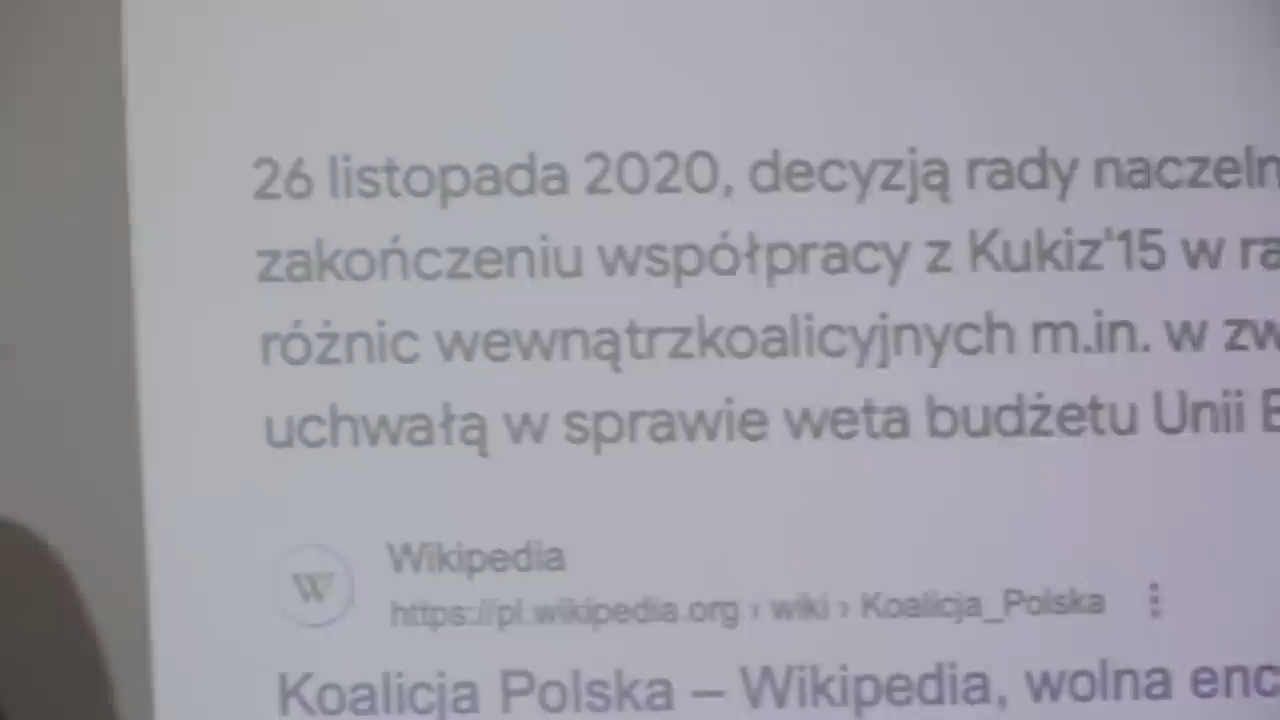 26 listopada 2020, decyzją rady naczeln
zakończeniu współpracy z Kukiz'15 w ra
różnic wewnątrzkoalicyjnych m.in. w zw
uchwałą w sprawie weta budżetu Unii E
W
Wikipedia
https://pl.wikipedia.org › wiki › Koalicja_Polska
Koalicja Polska – Wikipedia, wolna enc